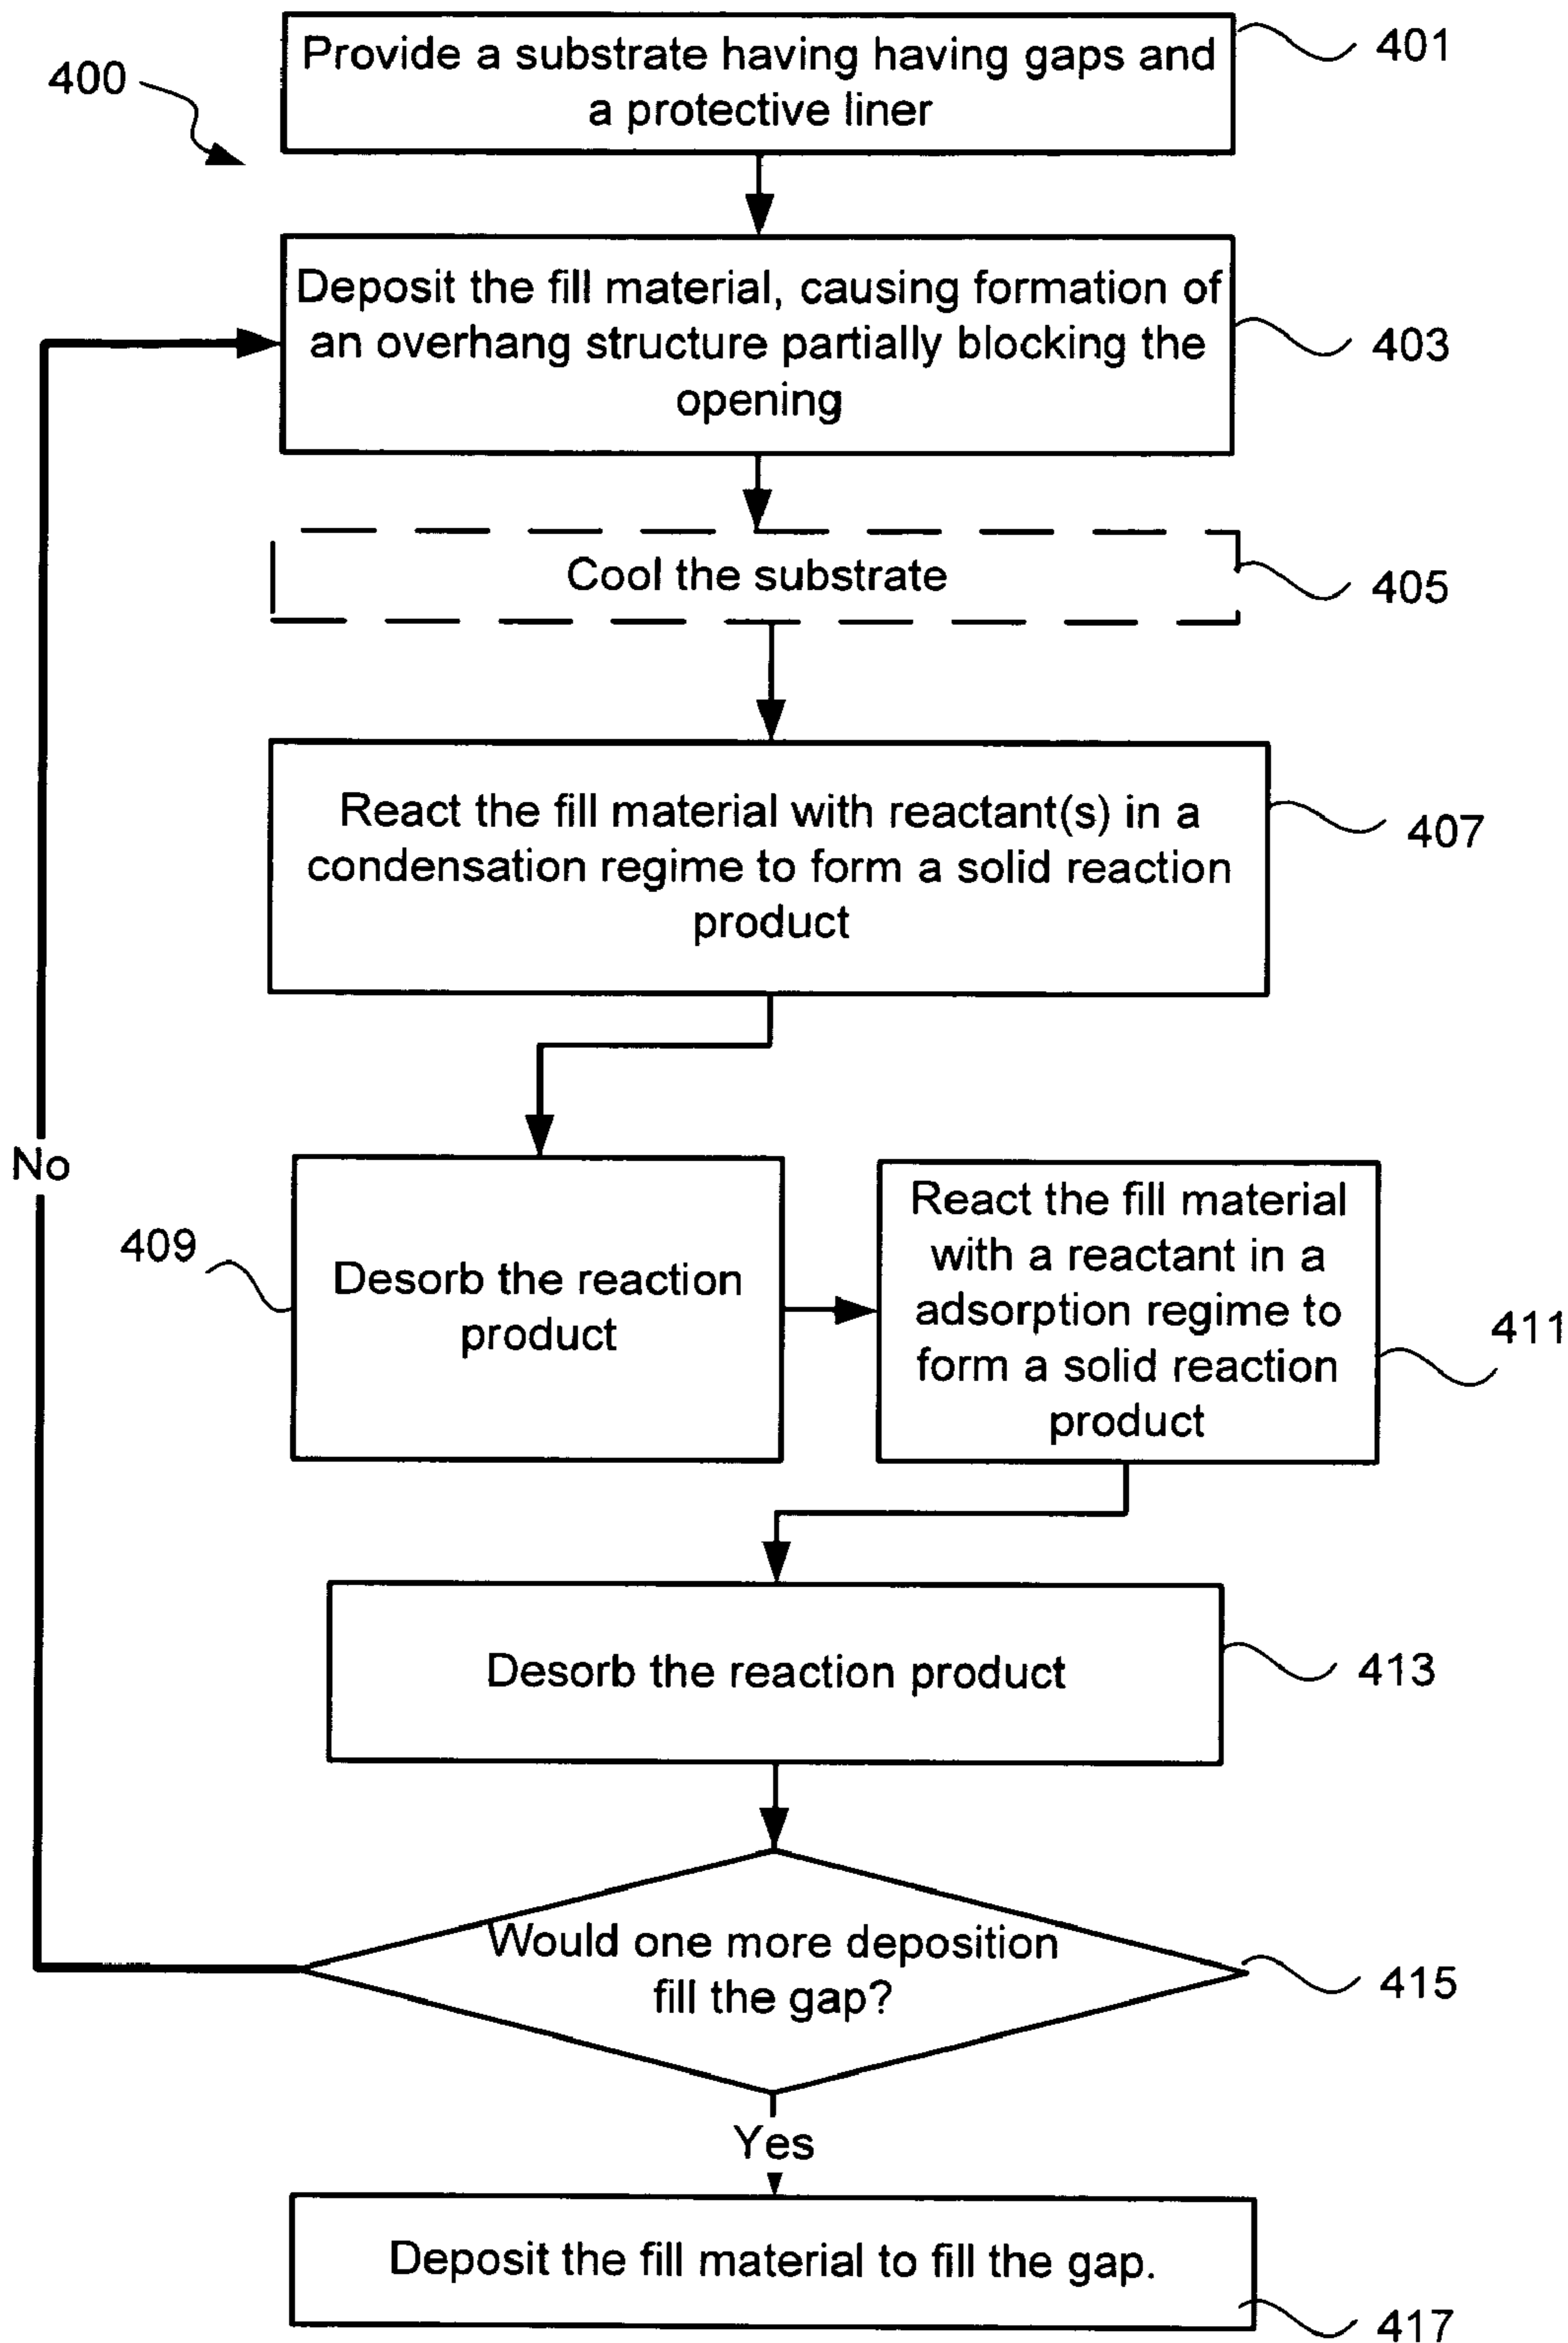 Provide a substrate having having gaps and
a protective liner
401
400
Deposit the fill material, causing formation of
an overhang structure partially blocking the
opening
403
Cool the substrate
405
React the fill material with reactant(s) in a
condensation regime to form a solid reaction
product
407
No
409
Desorb the reaction
product
React the fill material
with a reactant in a
adsorption regime to
form a solid reaction
product
411
Desorb the reaction product
413
Would one more deposition
fill the gap?
415
Yes
Deposit the fill material to fill the gap.
417